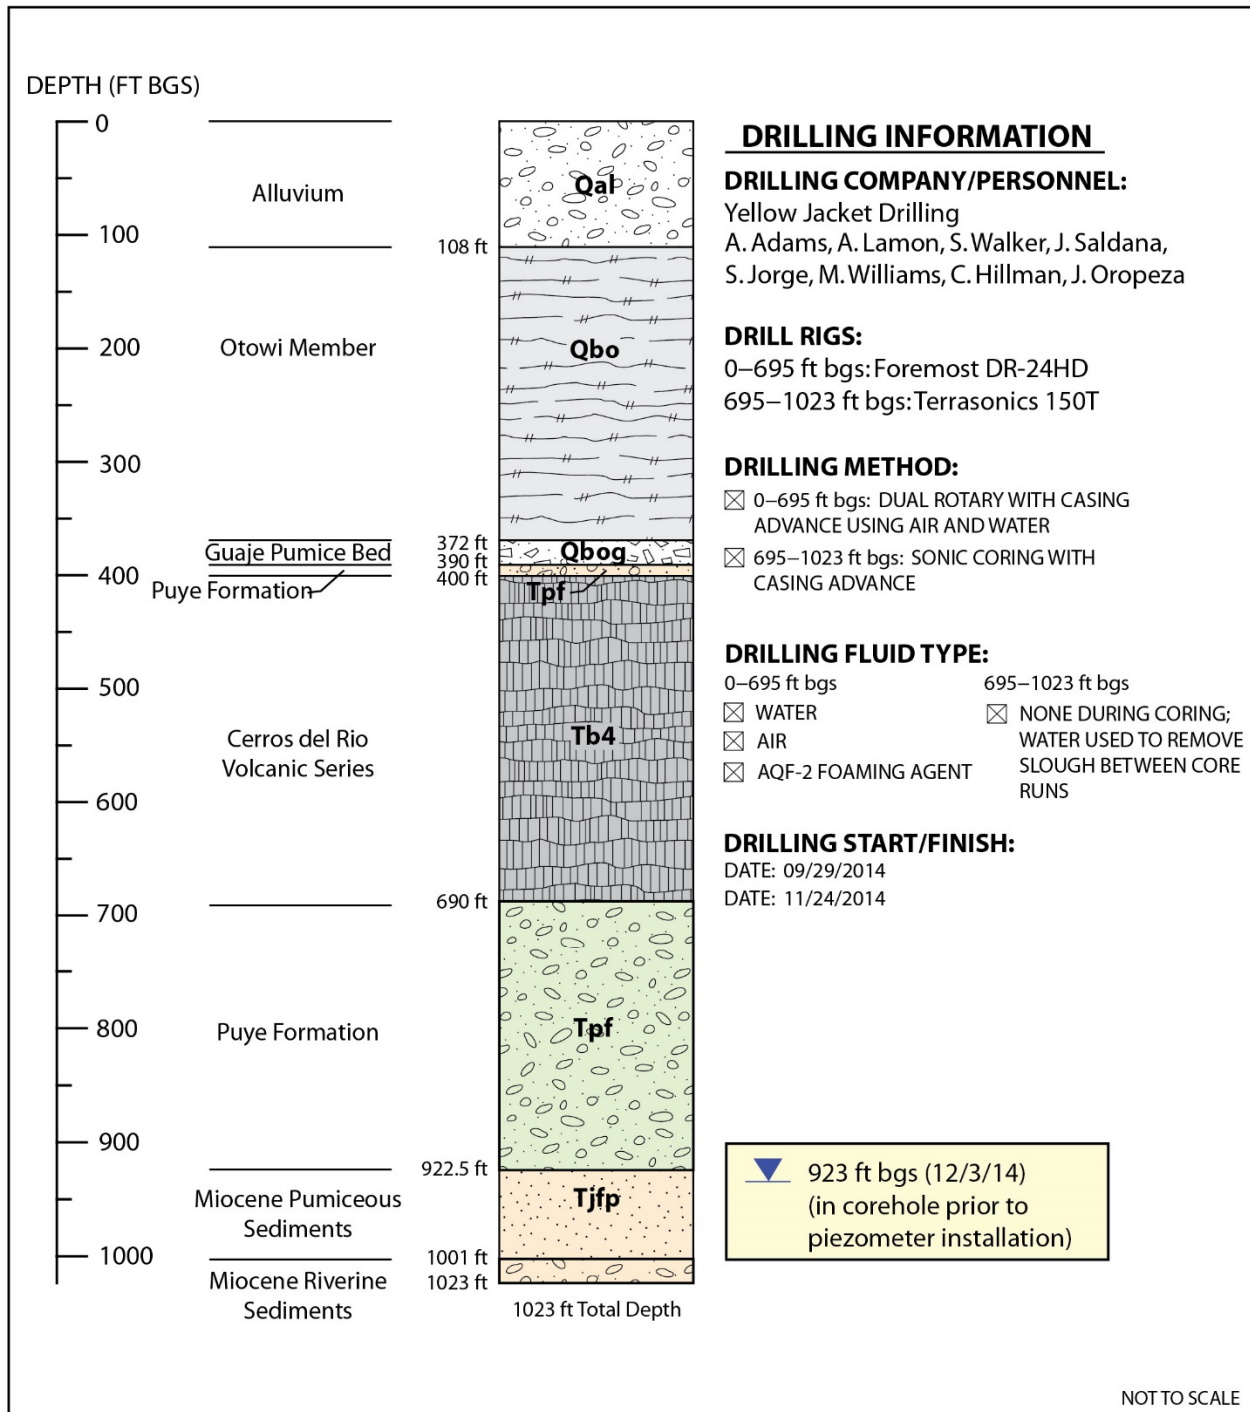 DEPTH (FT BGS)
0
100
200
300
400
500
600
700
800
900
1000
Alluvium
Otowi Member
Guaje Pumice Bed
Puye Formation
Cerros del Rio
Volcanic Series
Puye Formation
Miocene Pumiceous
Sediments
Miocene Riverine
Sediments
108 ft
372 ft
390 ft
400 ft
690 ft
922.5 ft
1001 ft
1023 ft
Qal
Qbo
Qbog
Tpf
Tb4
Tpf
Tjfp
1023 ft Total Depth
DRILLING INFORMATION
DRILLING COMPANY/PERSONNEL:
Yellow Jacket Drilling
A. Adams, A. Lamon, S. Walker, J. Saldana,
S. Jorge, M. Williams, C. Hillman, J. Oropeza
DRILL RIGS:
0–695 ft bgs: Foremost DR-24HD
695–1023 ft bgs: Terrasonics 150T
DRILLING METHOD:
0–695 ft bgs: DUAL ROTARY WITH CASING
ADVANCE USING AIR AND WATER
695–1023 ft bgs: SONIC CORING WITH
CASING ADVANCE
DRILLING FLUID TYPE:
0–695 ft bgs
WATER
AIR
AQF-2 FOAMING AGENT
695–1023 ft bgs
NONE DURING CORING;
WATER USED TO REMOVE
SLOUGH BETWEEN CORE
RUNS
DRILLING START/FINISH:
DATE: 09/29/2014
DATE: 11/24/2014
923 ft bgs (12/3/14)
(in corehole prior to
piezometer installation)
NOT TO SCALE